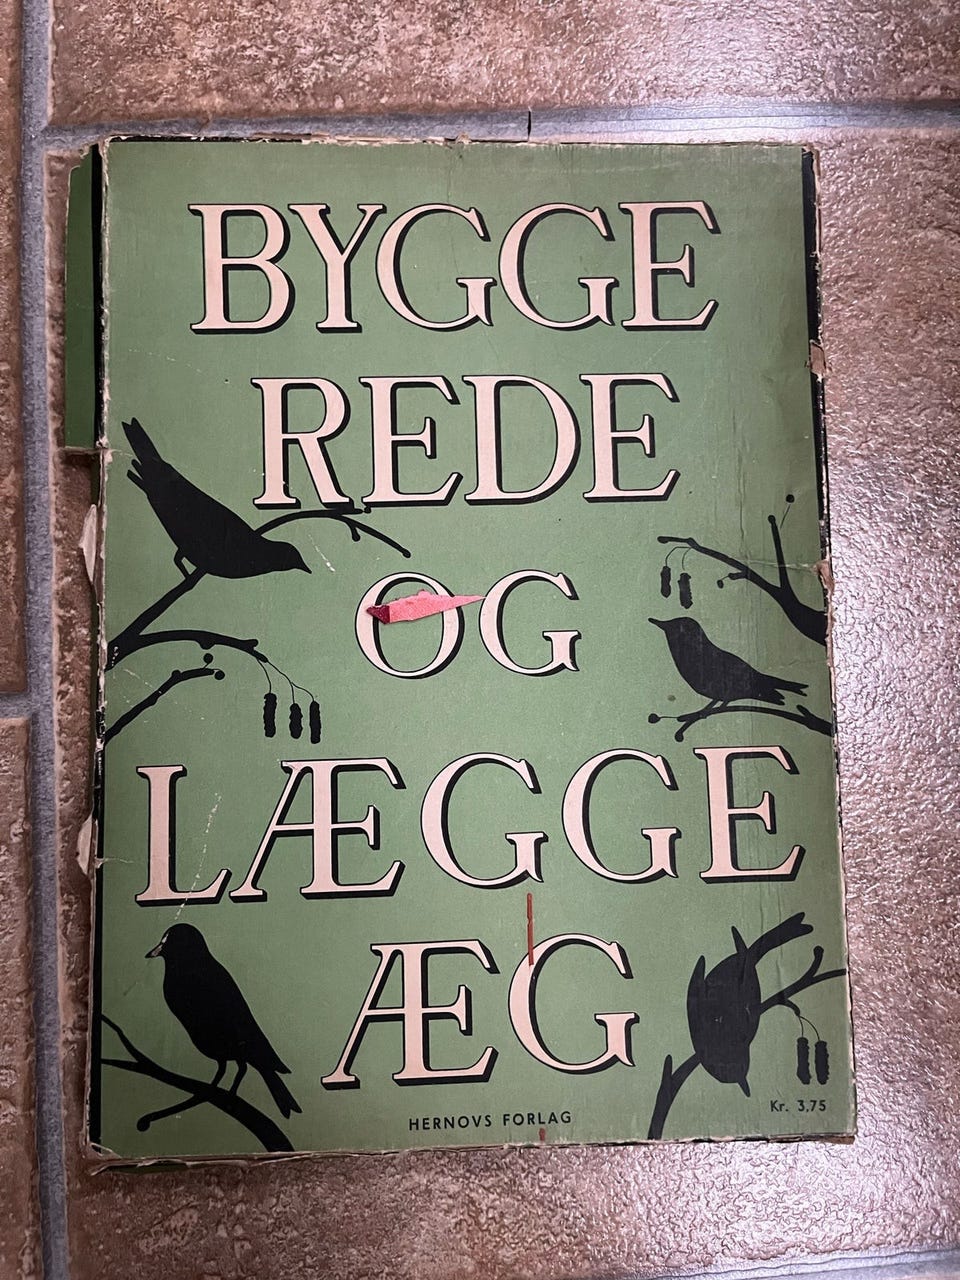 BYGGE
REDE
OG
LÆGGE
ÆG
Kr. 3,75
HERNOVS FORLAG